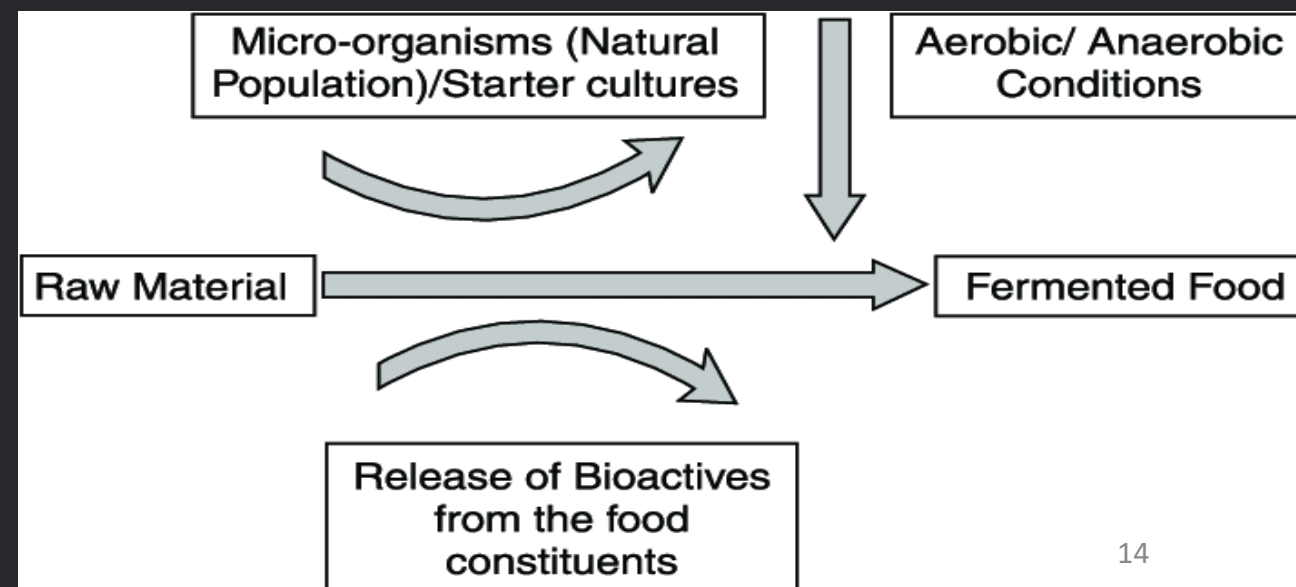 Micro-organisms (Natural
Population)/Starter cultures
Aerobic/ Anaerobic
Conditions
Raw Material
Fermented Food
Release of Bioactives
from the food
constituents
14